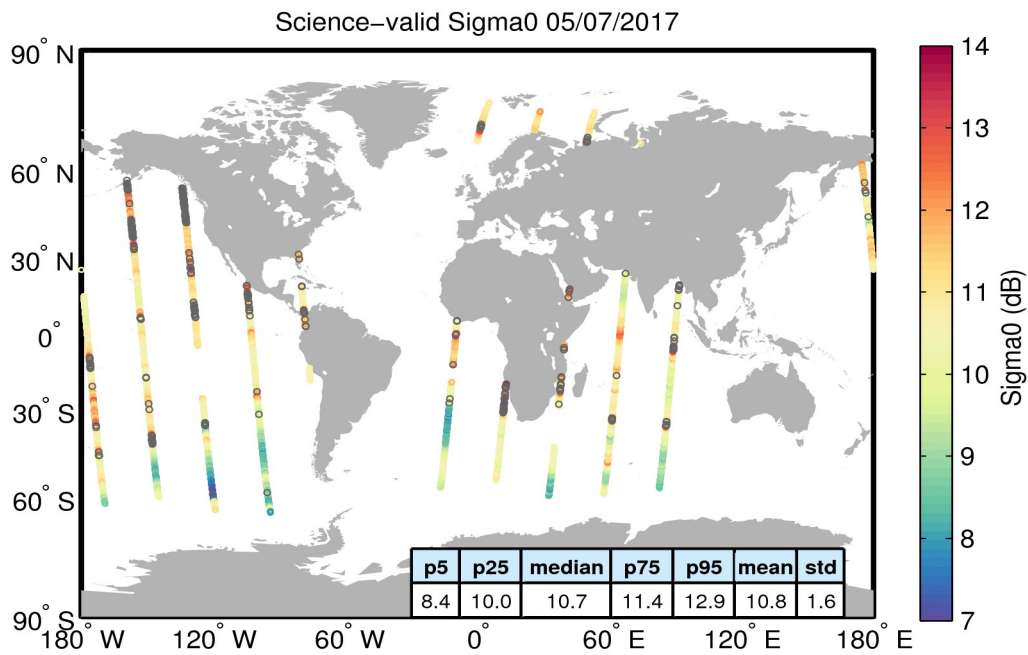 Science−valid Sigma0 05/07/2017
90° N
60° N
30° N
0°
30° S
60° S
90° S
180° W
120° W
60° W
0°
60° E
120° E
180° E
p5 p25 median p75 p95 mean std
8.4 10.0 10.7 11.4 12.9 10.8 1.6
14
13
12
11
10
9
8
7
Sigma0 (dB)